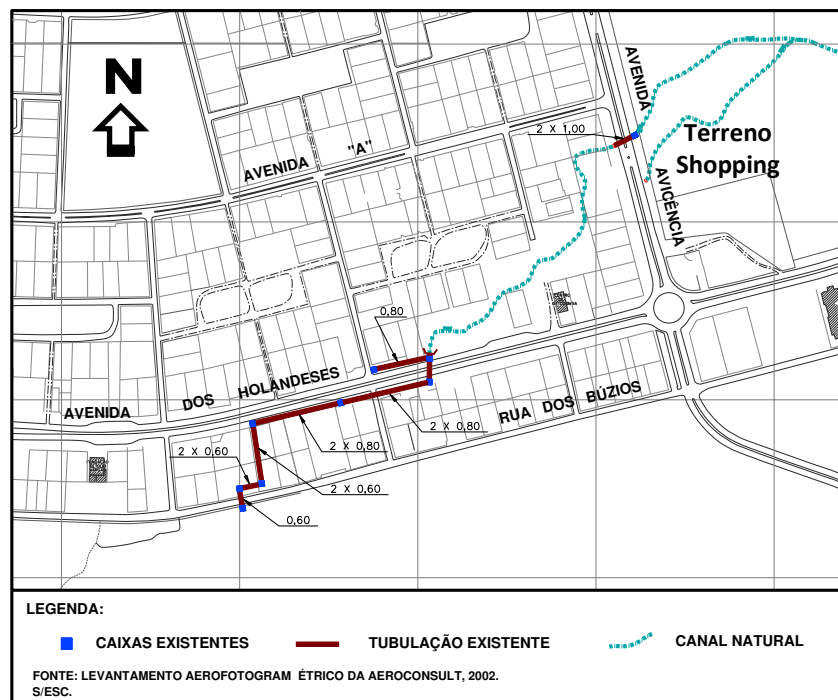 N
AVENIDA
2 X 1,00
Terreno
Shopping
AVENIDA "A"
AVICÊNCIA
0,80
AVENIDA DOS HOLANDESES
RUA DOS BÚZIOS
2 X 0,60
2 X 0,80
2 X 0,80
2 X 0,60
0,60
LEGENDA:
CAIXAS EXISTENTES
TUBULAÇÃO EXISTENTE
CANAL NATURAL
FONTE: LEVANTAMENTO AEROFOTOGRAM ÉTRICO DA AEROCONSULT, 2002.
S/ESC.